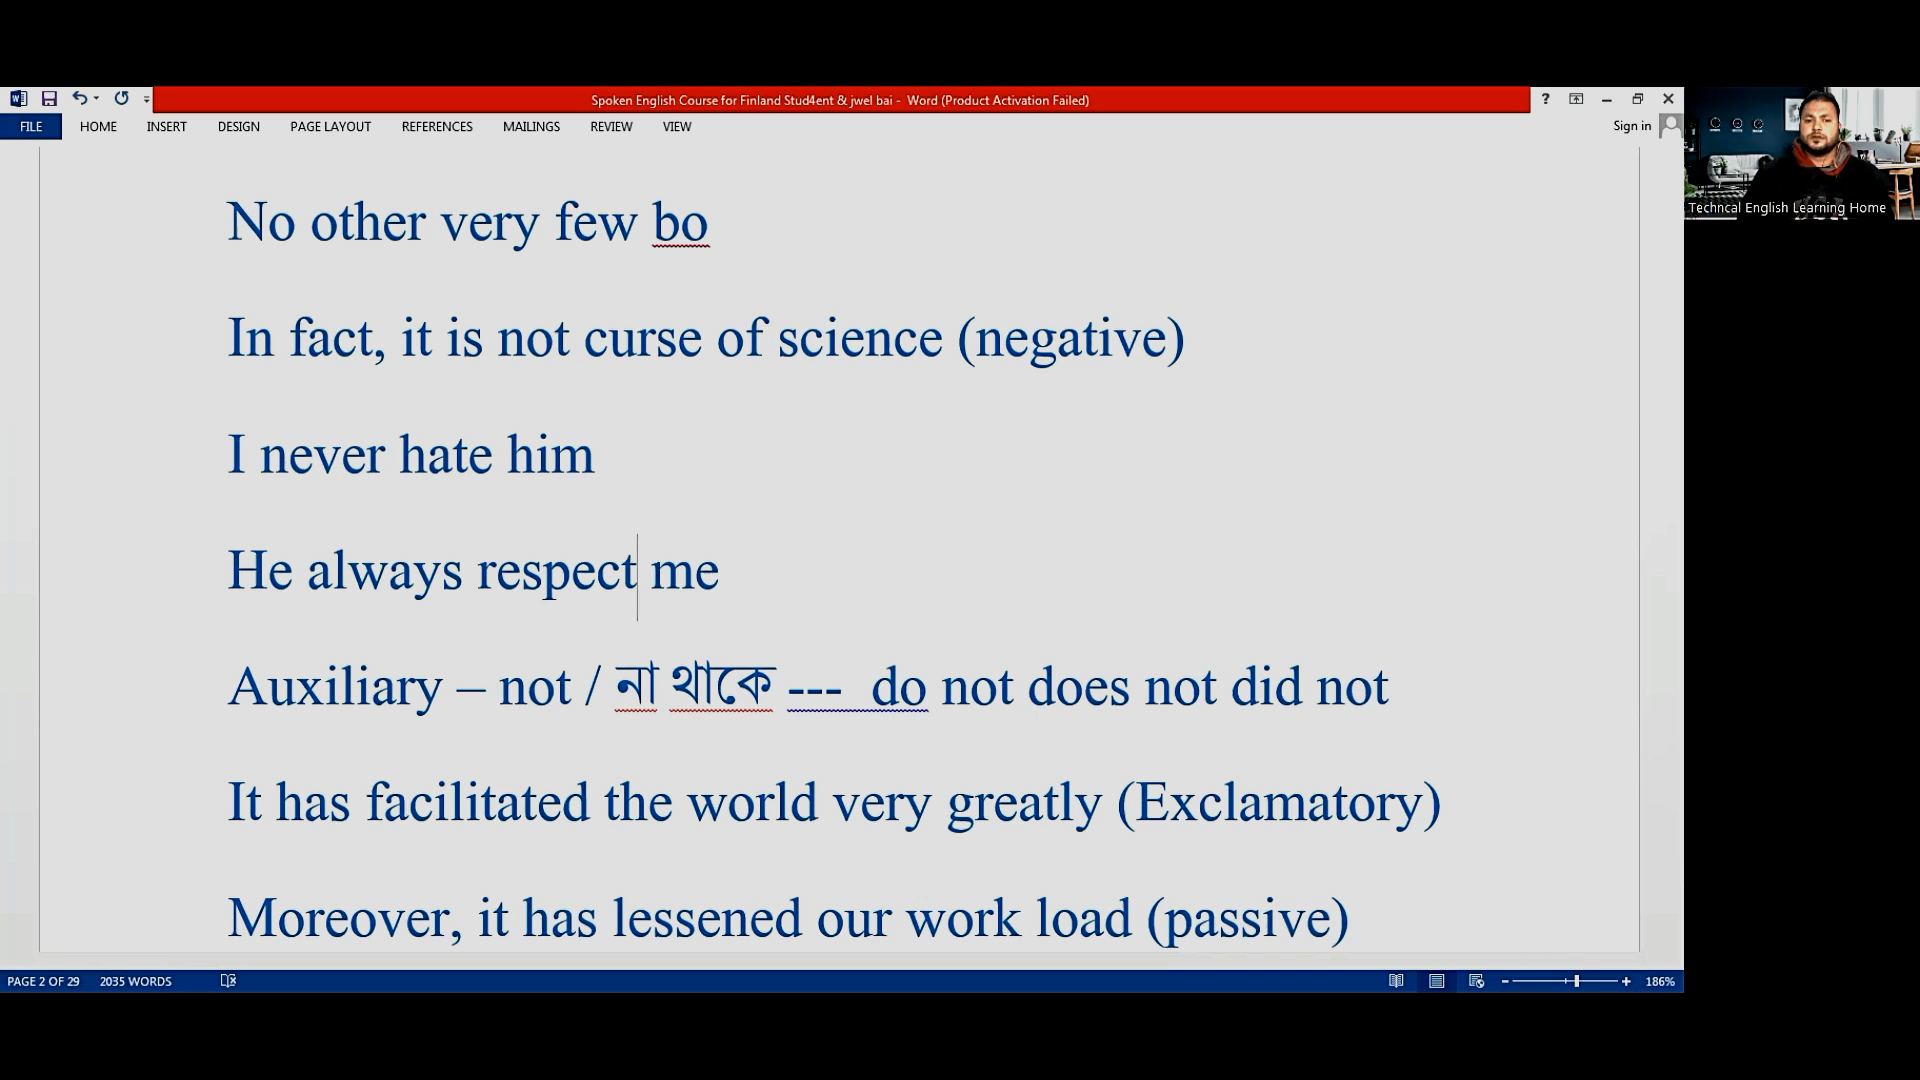 Spoken English Course for Finland Stud4ent & jwel bai - Word (Product Activation Failed)
?
FILE HOME INSERT DESIGN PAGE LAYOUT REFERENCES MAILINGS REVIEW VIEW
Sign in
Techncal English Learning Home
No other very few bo
In fact, it is not curse of science (negative)
I never hate him
He always respect me
Auxiliary – not / না থাকে --- do not does not did not
It has facilitated the world very greatly (Exclamatory)
Moreover, it has lessened our work load (passive)
PAGE 2 OF 29 2035 WORDS
186%